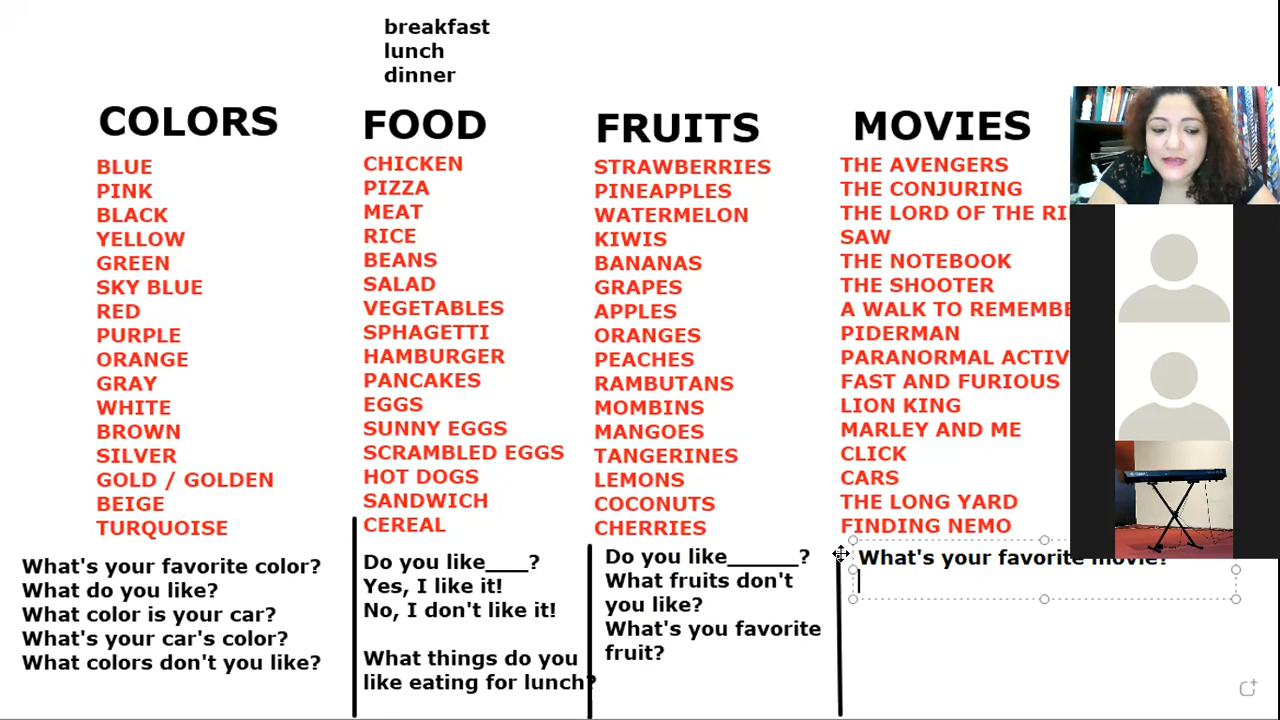 breakfast
lunch
dinner
COLORS
BLUE
PINK
BLACK
YELLOW
GREEN
SKY BLUE
RED
PURPLE
ORANGE
GRAY
WHITE
BROWN
SILVER
GOLD / GOLDEN
BEIGE
TURQUOISE
What's your favorite color?
What do you like?
What color is your car?
What's your car's color?
What colors don't you like?
FOOD
CHICKEN
PIZZA
MEAT
RICE
BEANS
SALAD
VEGETABLES
SPHAGETTI
HAMBURGER
PANCAKES
EGGS
SUNNY EGGS
SCRAMBLED EGGS
HOT DOGS
SANDWICH
CEREAL
Do you like____?
Yes, I like it!
No, I don't like it!
What things do you
like eating for lunch?
FRUITS
STRAWBERRIES
PINEAPPLES
WATERMELON
KIWIS
BANANAS
GRAPES
APPLES
ORANGES
PEACHES
RAMBUTANS
MOMBINS
MANGOES
TANGERINES
LEMONS
COCONUTS
CHERRIES
Do you like_______?
What fruits don't
you like?
What's you favorite
fruit?
MOVIES
THE AVENGERS
THE CONJURING
THE LORD OF THE
SAW
THE NOTEBOOK
THE SHOOTER
A WALK TO REMEMBE
PIDERMAN
PARANORMAL ACTIV
FAST AND FURIOUS
LION KING
MARLEY AND ME
CLICK
CARS
THE LONG YARD
FINDING NEMO
What's your favorite movie?